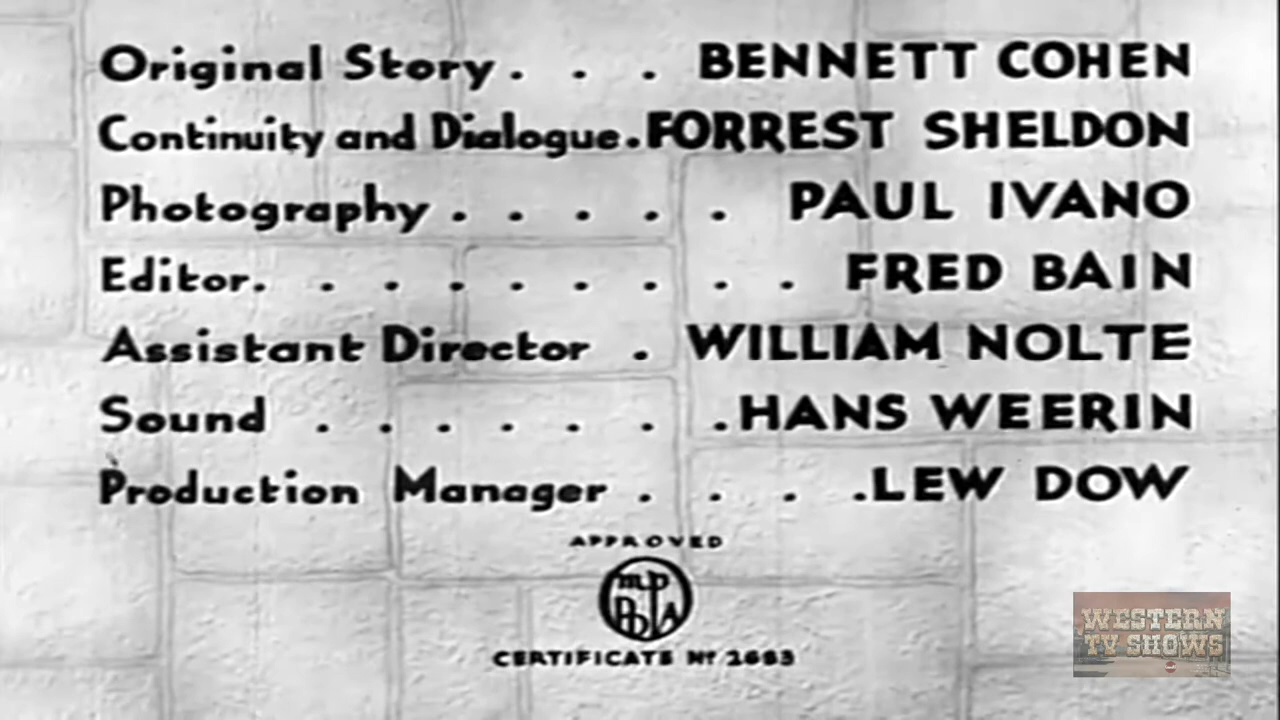 Original Story . . . BENNETT COHEN
Continuity and Dialogue . FORREST SHELDON
Photography . . . . . PAUL IVANO
Editor . . . . . . . . . FRED BAIN
Assistant Director . WILLIAM NOLTE
Sound . . . . . . . HANS WEERIN
Production Manager . . . . LEW DOW
APPROVED
CERTIFICATE Nº
WESTERN
TV SHOWS